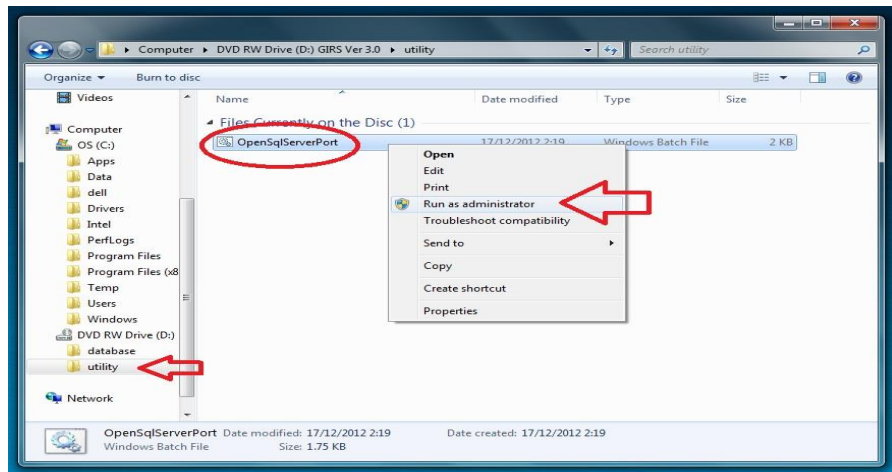 Computer ▸ DVD RW Drive (D:) GIRS Ver 3.0 ▸ utility
Search utility
Organize
Burn to disc
Videos
Computer
OS (C:)
Apps
Data
dell
Drivers
Intel
PerfLogs
Program Files
Program Files (x8
Temp
Users
Windows
DVD RW Drive (D:)
database
utility
Network
Name Date modified Type Size
Files Currently on the Disc (1)
OpenSqlServerPort 17/12/2012 2:19 Windows Batch File 2 KB
Open
Edit
Print
Run as administrator
Troubleshoot compatibility
Send to
Copy
Create shortcut
Properties
OpenSqlServerPort Date modified: 17/12/2012 2:19 Date created: 17/12/2012 2:19
Windows Batch File Size: 1.75 KB